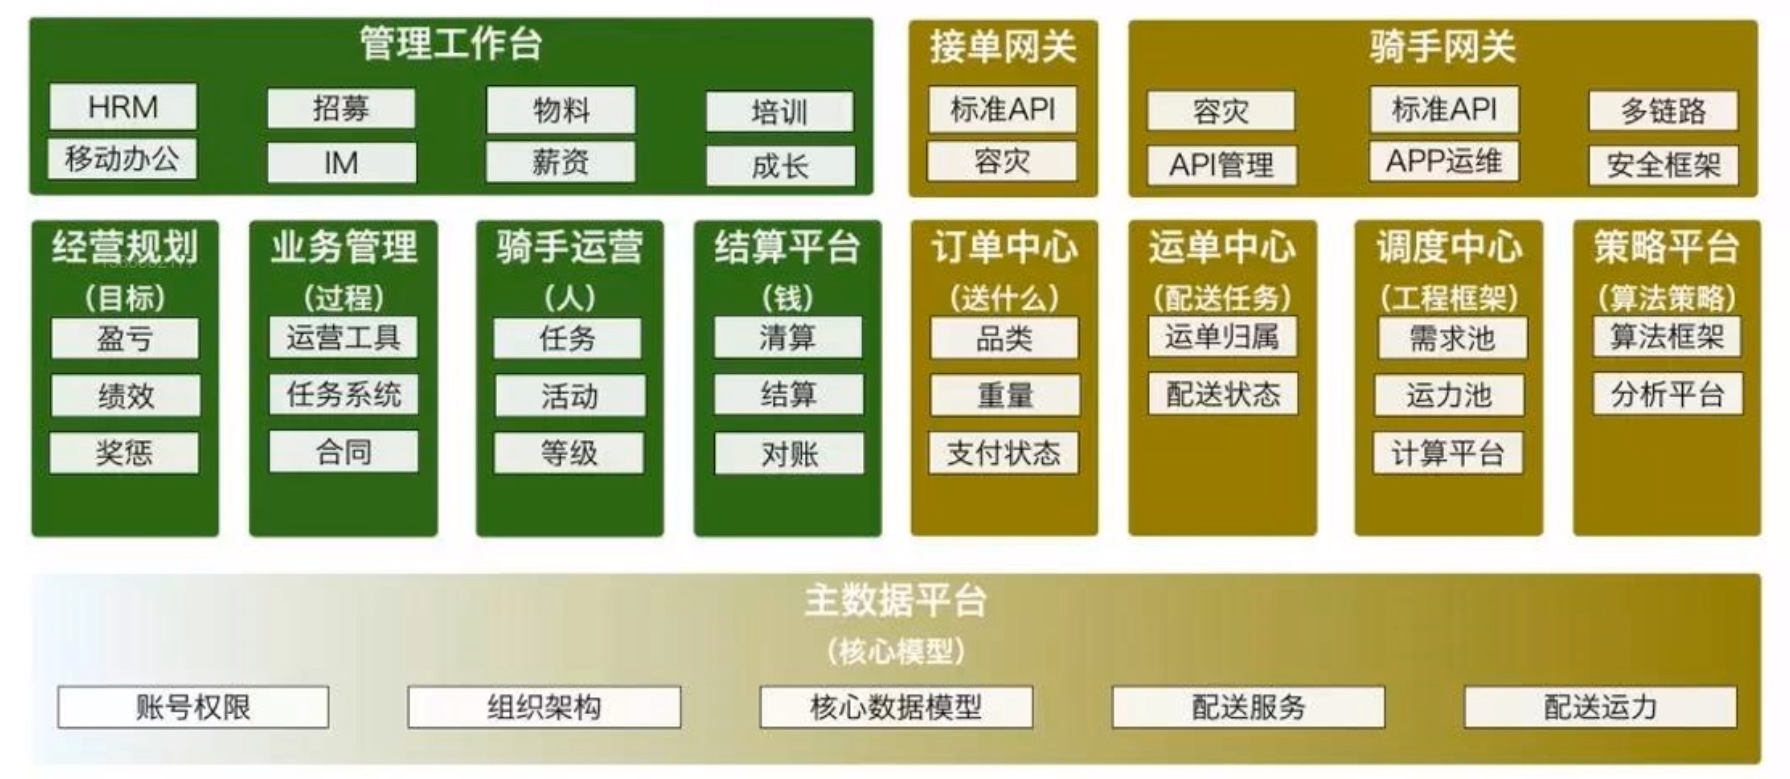 管理工作台
HRM 招募 物料 培训
移动办公 IM 薪资 成长
接单网关
标准API
容灾
骑手网关
容灾 标准API 多链路
API管理 APP运维 安全框架
经营规划
（目标）
盈亏
绩效
奖惩
业务管理
（过程）
运营工具
任务系统
合同
骑手运营
（人）
任务
活动
等级
结算平台
（钱）
清算
结算
对账
订单中心
（送什么）
品类
重量
支付状态
运单中心
（配送任务）
运单归属
配送状态
调度中心
（工程框架）
需求池
运力池
计算平台
策略平台
（算法策略）
算法框架
分析平台
主数据平台
（核心模型）
账号权限 组织架构 核心数据模型 配送服务 配送运力